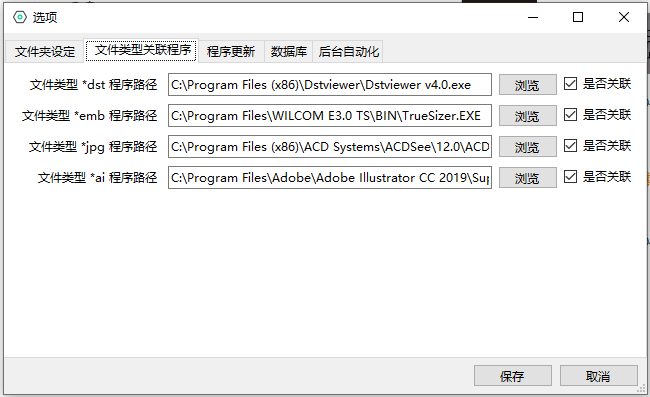 选项
文件夹设定 文件类型关联程序 程序更新 数据库 后台自动化
文件类型 *dst 程序路径 C:\Program Files (x86)\Dstviewer\Dstviewer v4.0.exe 浏览 是否关联
文件类型 *emb 程序路径 C:\Program Files\WILCOM E3.0 TS\BIN\TrueSizer.EXE 浏览 是否关联
文件类型 *jpg 程序路径 C:\Program Files (x86)\ACD Systems\ACDSee\12.0\ACD 浏览 是否关联
文件类型 *ai 程序路径 C:\Program Files\Adobe\Adobe Illustrator CC 2019\Sup 浏览 是否关联
保存 取消